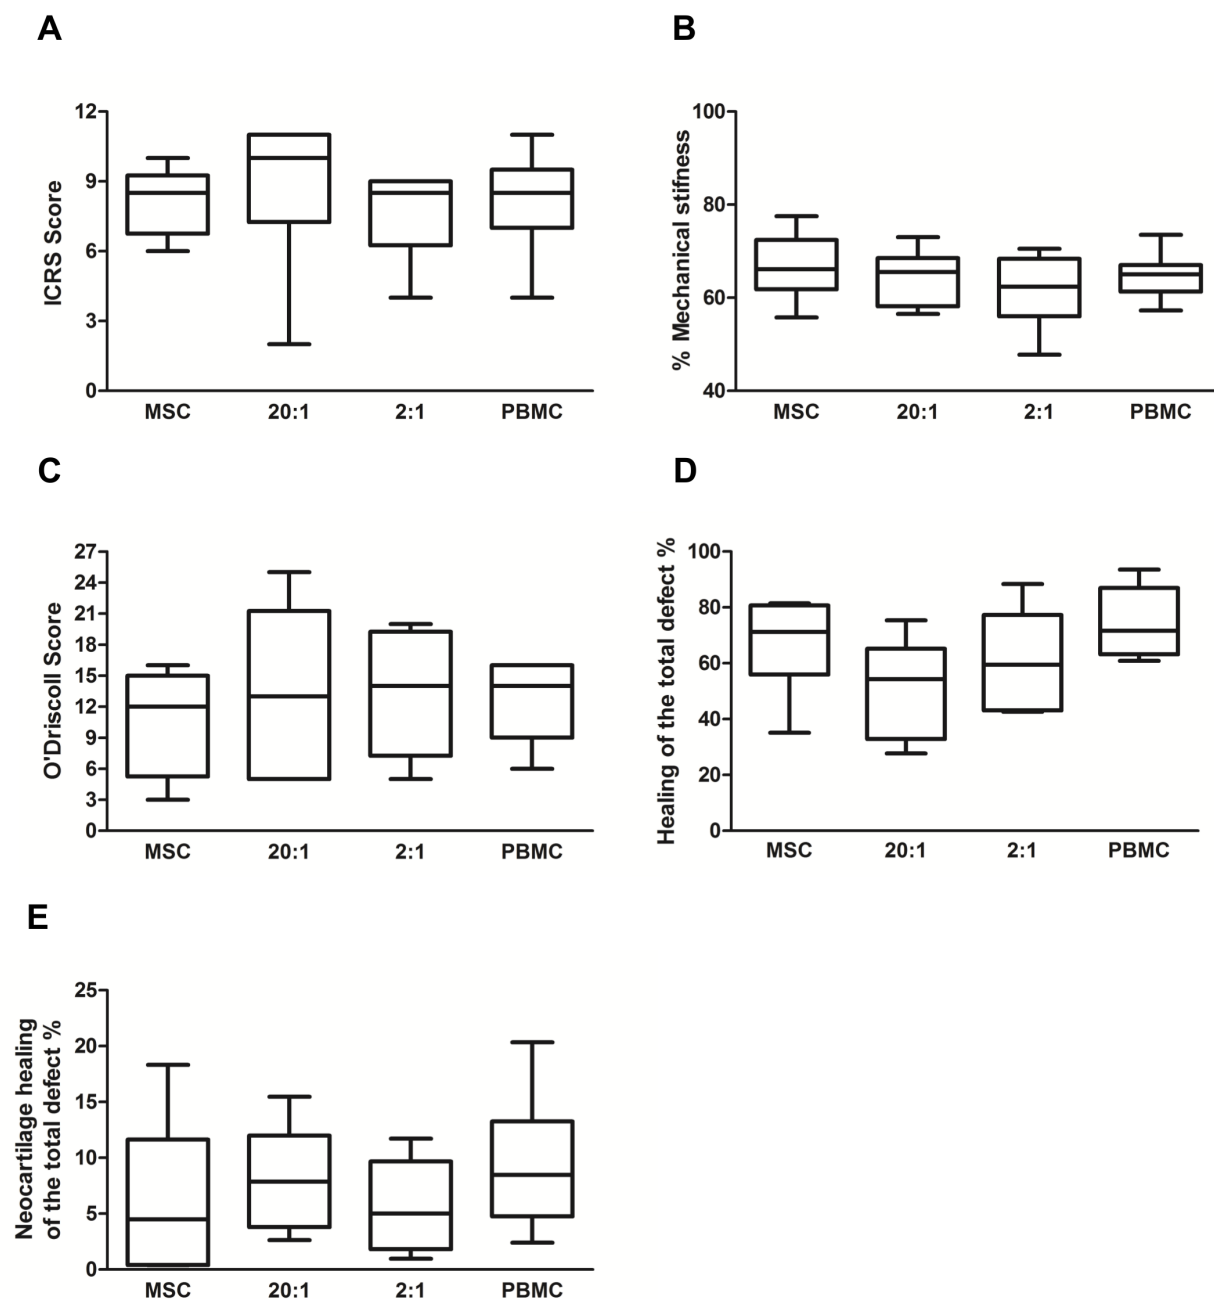 A
ICRS Score
12
9
6
3
0
MSC 20:1 2:1 PBMC
B
% Mechanical stifness
100
80
60
40
MSC 20:1 2:1 PBMC
C
O'Driscoll Score
27
24
21
18
15
12
9
6
3
0
MSC 20:1 2:1 PBMC
D
Healing of the total defect %
100
80
60
40
20
0
MSC 20:1 2:1 PBMC
E
Neocartilage healing
of the total defect %
25
20
15
10
5
0
MSC 20:1 2:1 PBMC